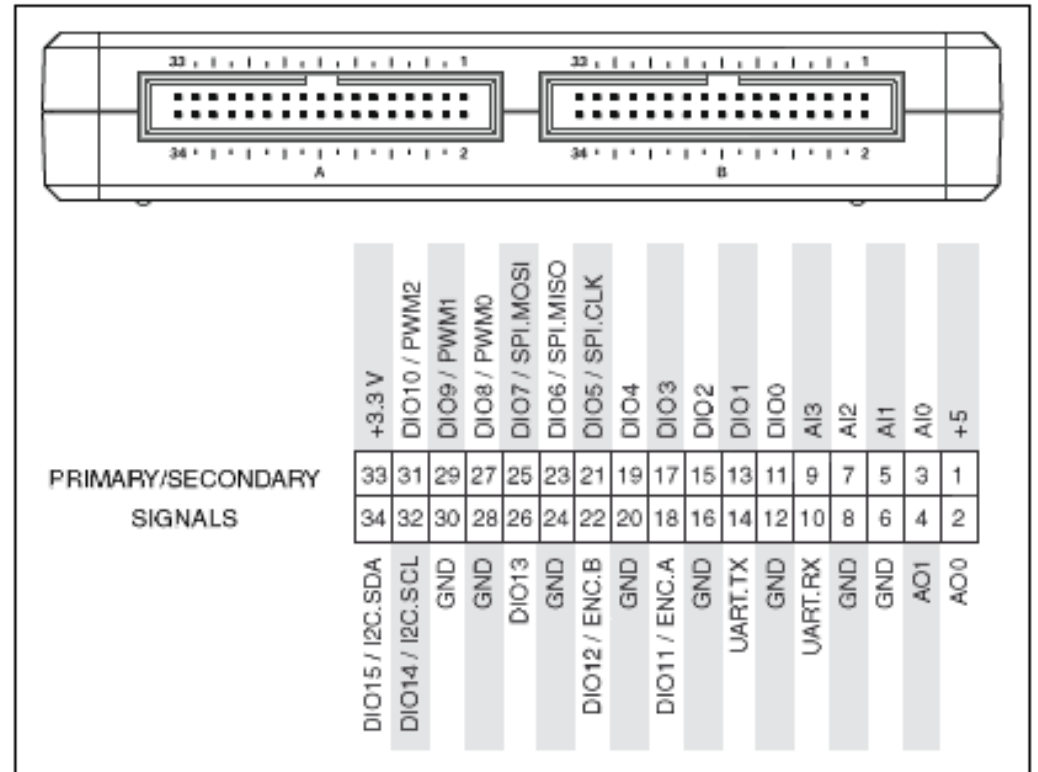 33 1 33 1
34 2 34 2
A B
+3.3 V
DIO10 / PWM2
DIO9 / PWM1
DIO8 / PWM0
DIO7 / SPI.MOSI
DIO6 / SPI.MISO
DIO5 / SPI.CLK
DIO4
DIO3
DIO2
DIO1
DIO0
AI3
AI2
AI1
AI0
+5
PRIMARY/SECONDARY 33 31 29 27 25 23 21 19 17 15 13 11 9 7 5 3 1
SIGNALS 34 32 30 28 26 24 22 20 18 16 14 12 10 8 6 4 2
DIO15 / I2C.SDA
DIO14 / I2C.SCL
GND
GND
DIO13
GND
DIO12 / ENC.B
GND
DIO11 / ENC.A
GND
UART.TX
GND
UART.RX
GND
GND
AO1
AO0